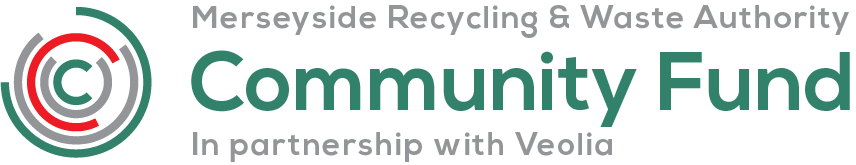 Merseyside Recycling & Waste Authority
Community Fund
In partnership with Veolia